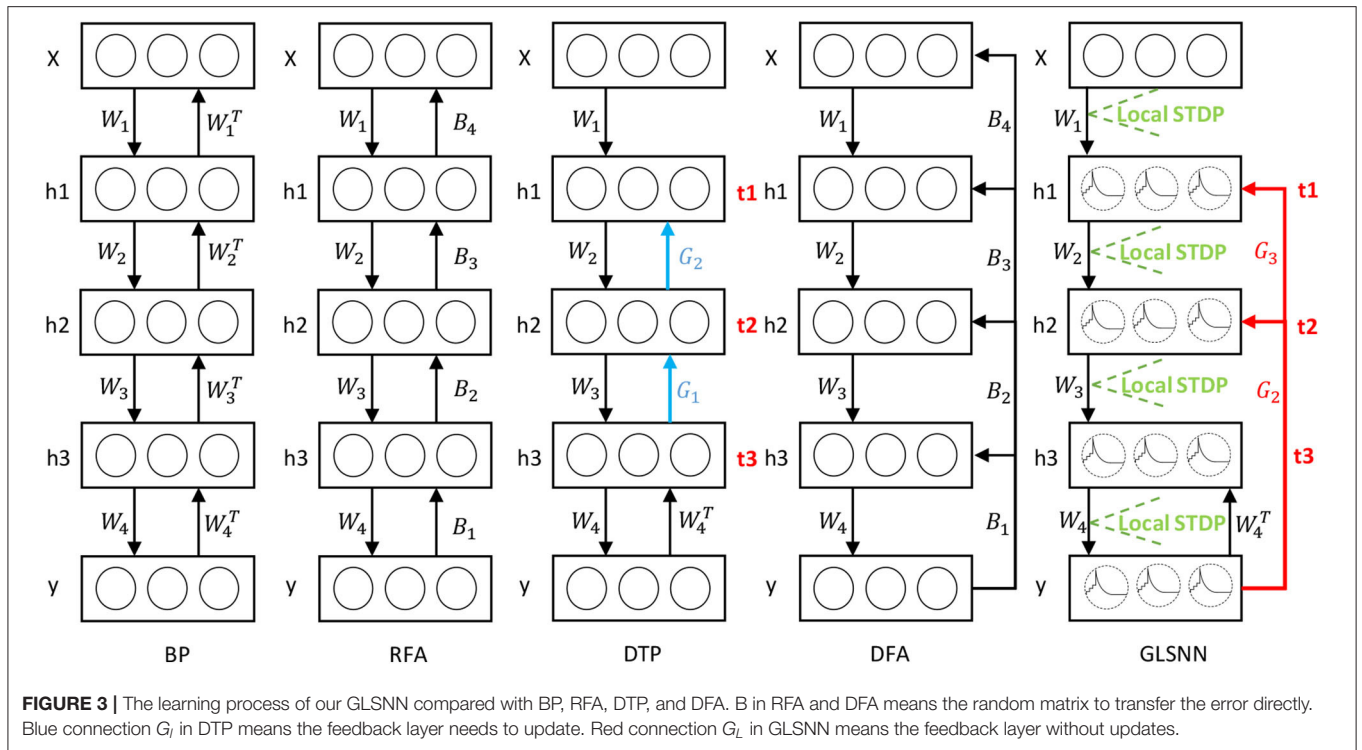 X
W₁
W₁ᵀ
h1
W₂
W₂ᵀ
h2
W₃
W₃ᵀ
h3
W₄
W₄ᵀ
y
BP
X
W₁
B₄
h1
W₂
B₃
h2
W₃
B₂
h3
W₄
B₁
y
RFA
X
W₁
h1
t1
W₂
G₂
h2
t2
W₃
G₁
h3
t3
W₄
W₄ᵀ
y
DTP
X
W₁
B₄
h1
W₂
B₃
h2
W₃
B₂
h3
W₄
B₁
y
DFA
X
W₁
Local STDP
h1
t1
W₂
Local STDP
G₃
h2
t2
W₃
Local STDP
G₂
h3
t3
W₄
Local STDP
W₄ᵀ
y
GLSNN
FIGURE 3 | The learning process of our GLSNN compared with BP, RFA, DTP, and DFA. B in RFA and DFA means the random matrix to transfer the error directly.
Blue connection Gₗ in DTP means the feedback layer needs to update. Red connection G_L in GLSNN means the feedback layer without updates.